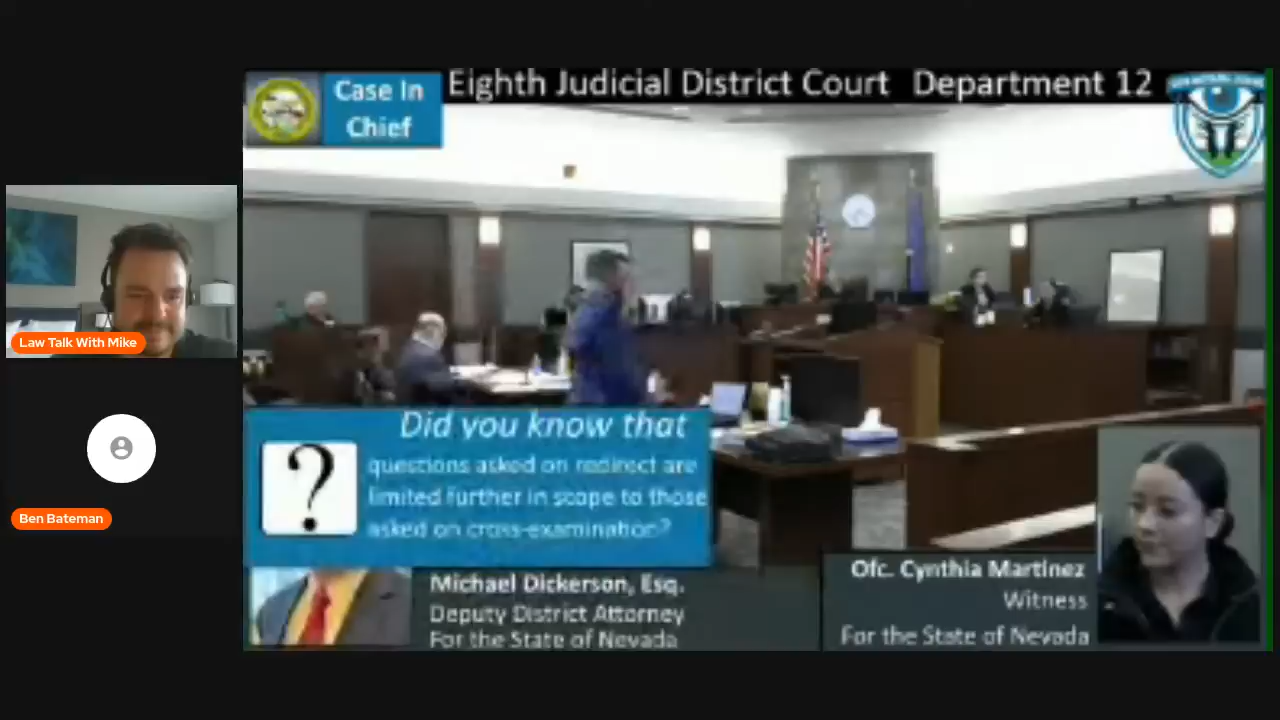 Case In
Chief
Eighth Judicial District Court Department 12
Law Talk With Mike
Ben Bateman
Did you know that
?
questions asked on redirect are
limited further in scope to those
asked on cross-examination?
Michael Dickerson, Esq.
Deputy District Attorney
For the State of Nevada
Ofc. Cynthia Martinez
Witness
For the State of Nevada